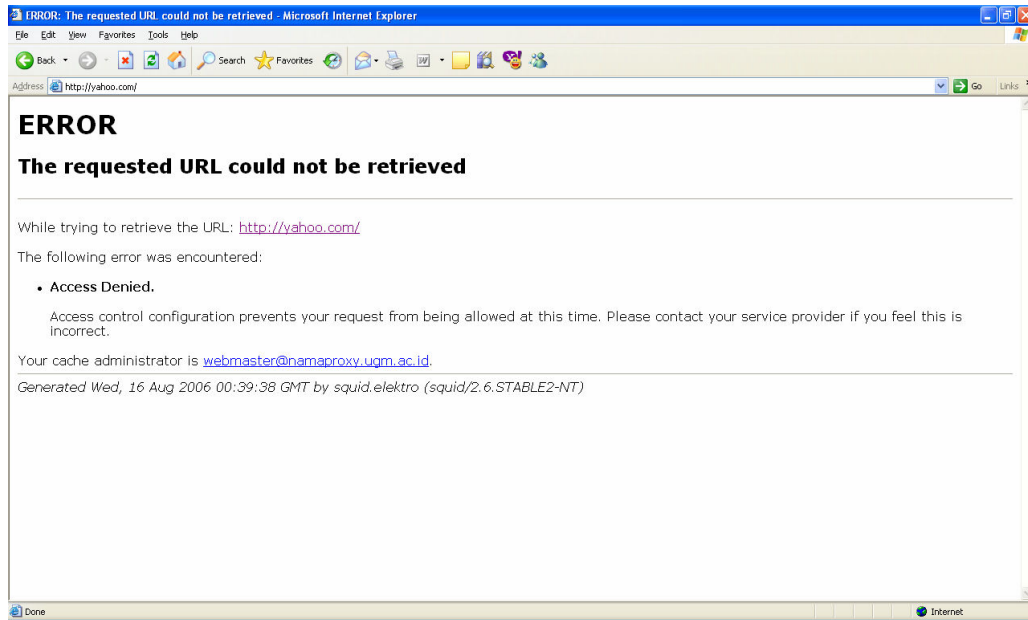 ERROR: The requested URL could not be retrieved - Microsoft Internet Explorer
File Edit View Favorites Tools Help
Back Search Favorites
Address http://yahoo.com/ Go Links
ERROR
The requested URL could not be retrieved
While trying to retrieve the URL: http://yahoo.com/
The following error was encountered:
• Access Denied.
Access control configuration prevents your request from being allowed at this time. Please contact your service provider if you feel this is
incorrect.
Your cache administrator is webmaster@namaproxy.ugm.ac.id.
Generated Wed, 16 Aug 2006 00:39:38 GMT by squid.elektro (squid/2.6.STABLE2-NT)
Done Internet